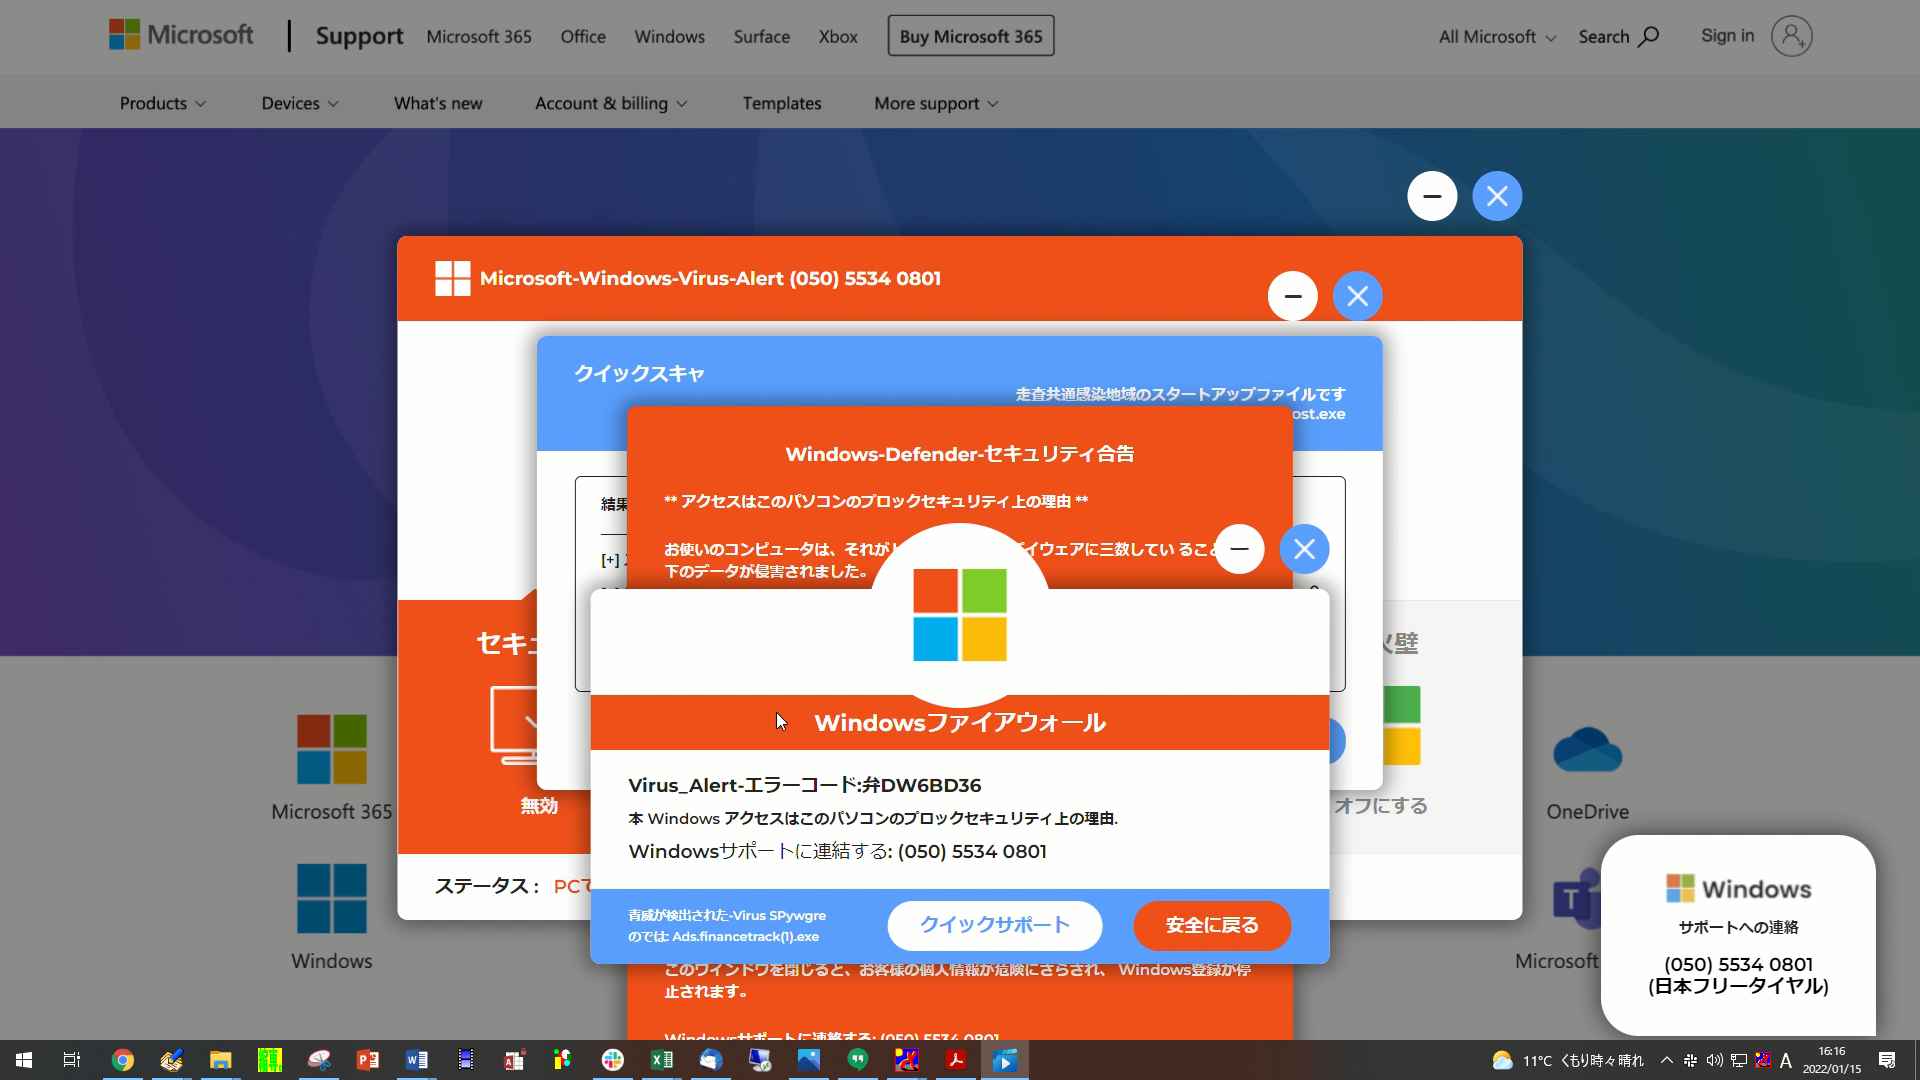 Microsoft
Support
Microsoft 365
Office
Windows
Surface
Xbox
Buy Microsoft 365
All Microsoft
Search
Sign in
Products
Devices
What's new
Account & billing
Templates
More support
Microsoft-Windows-Virus-Alert (050) 5534 0801
クイックスキャ
走査共通感染地域のスタートアップファイルです
ost.exe
Windows-Defender-セキュリティ合告
** アクセスはこのパソコンのブロックセキュリティ上の理由 **
結果
お使いのコンピュータは、それが
イウェアに三数してい るこ
[+]
下のデータが侵害されました。
セキ
火壁
Windowsファイアウォール
Virus_Alert-エラーコード:弁DW6BD36
無効
オフにする
本 Windows アクセスはこのパソコンのブロックセキュリティ上の理由.
Windowsサポートに連結する: (050) 5534 0801
ステータス : PCで
青威が検出された-Virus SPywgre
のでは: Ads.financetrack(1).exe
クイックサポート
安全に戻る
このウィンドウを閉じると、お客様の個人情報が危険にさらされ、 Windows登録が停
止されます。
Windowsサポートに連絡する: (050) 5534 0801
Microsoft 365
Windows
OneDrive
Microsoft
Windows
サポートへの連絡
(050) 5534 0801
(日本フリータイヤル)
11°C くもり時々晴れ
A
16:16
2022/01/15